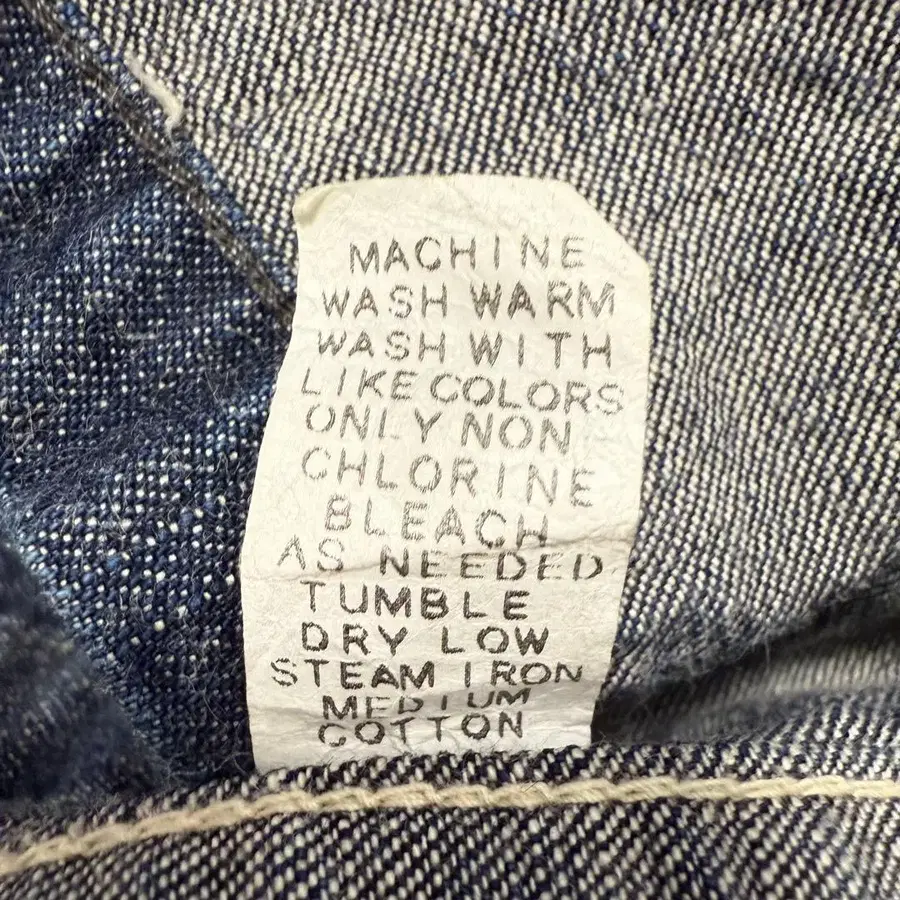 MACHINE
WASH WARM
WASH WITH
LIKE COLORS
ONLY NON
CHLORINE
BLEACH
AS NEEDED
TUMBLE
DRY LOW
STEAM IRON
MEDIUM
COTTON